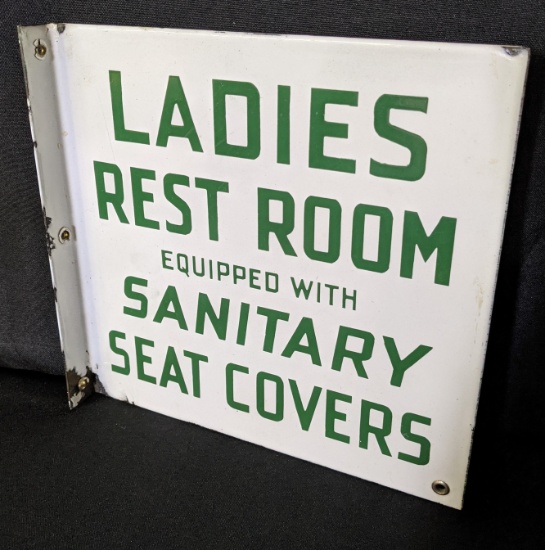 LADIES
REST ROOM
EQUIPPED WITH
SANITARY
SEAT COVERS